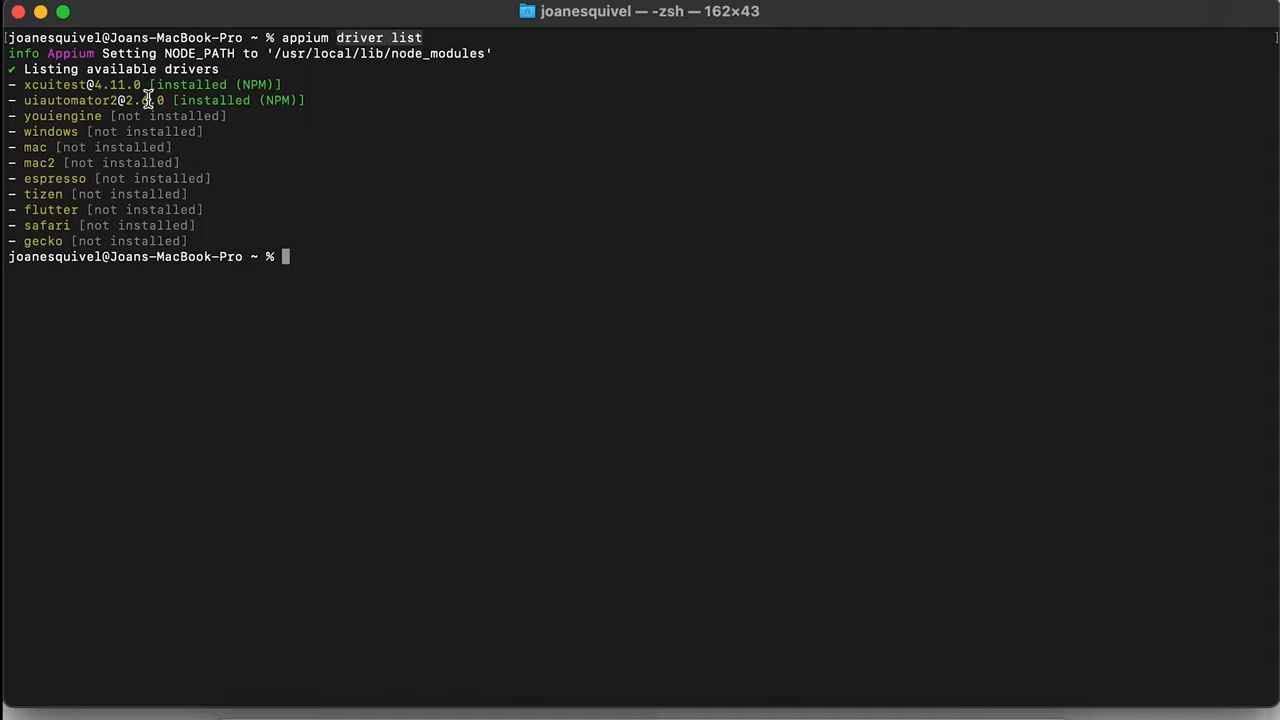 joanesquivel — -zsh — 162×43
[joanesquivel@Joans-MacBook-Pro ~ % appium driver list ]
info Appium Setting NODE_PATH to '/usr/local/lib/node_modules'
✔ Listing available drivers
- xcuitest@4.11.0 [installed (NPM)]
- uiautomator2@2. .0 [installed (NPM)]
- youiengine [not installed]
- windows [not installed]
- mac [not installed]
- mac2 [not installed]
- espresso [not installed]
- tizen [not installed]
- flutter [not installed]
- safari [not installed]
- gecko [not installed]
joanesquivel@Joans-MacBook-Pro ~ %